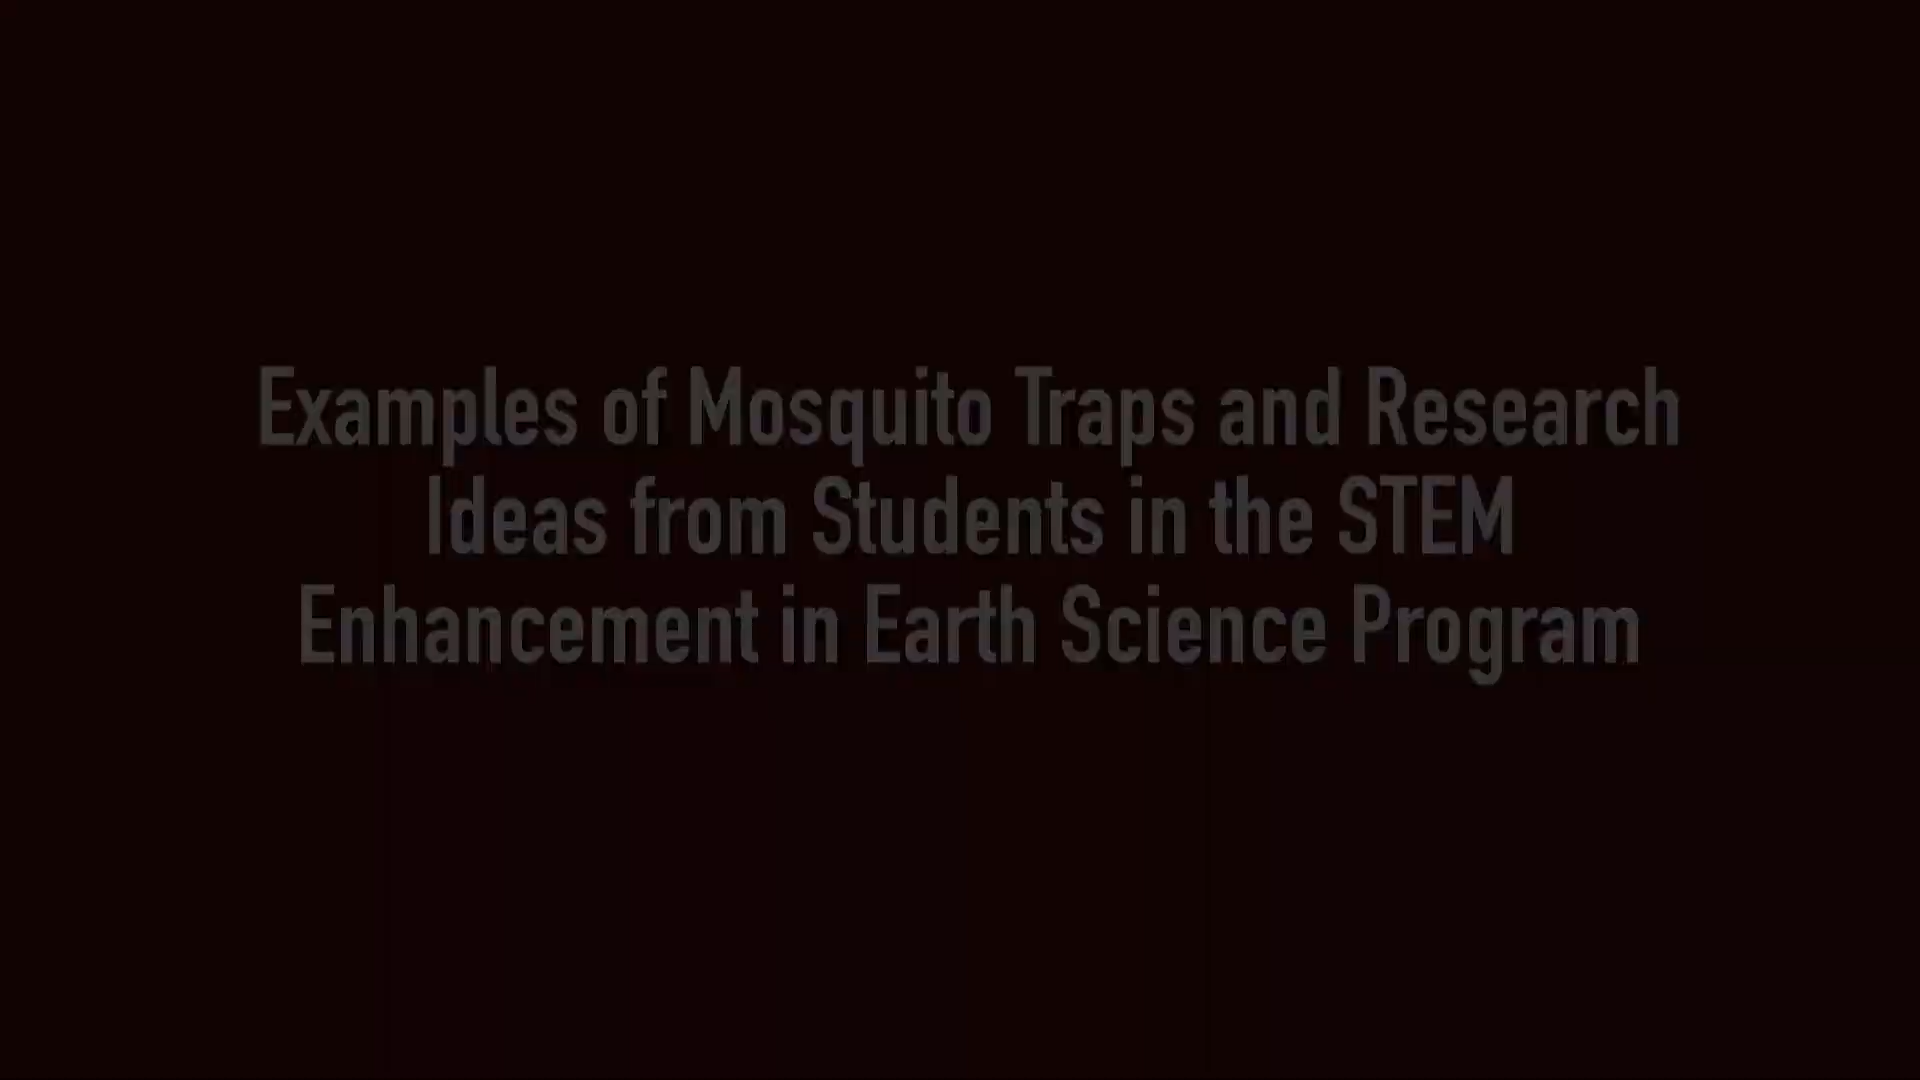 Examples of Mosquito Traps and Research
Ideas from Students in the STEM
Enhancement in Earth Science Program